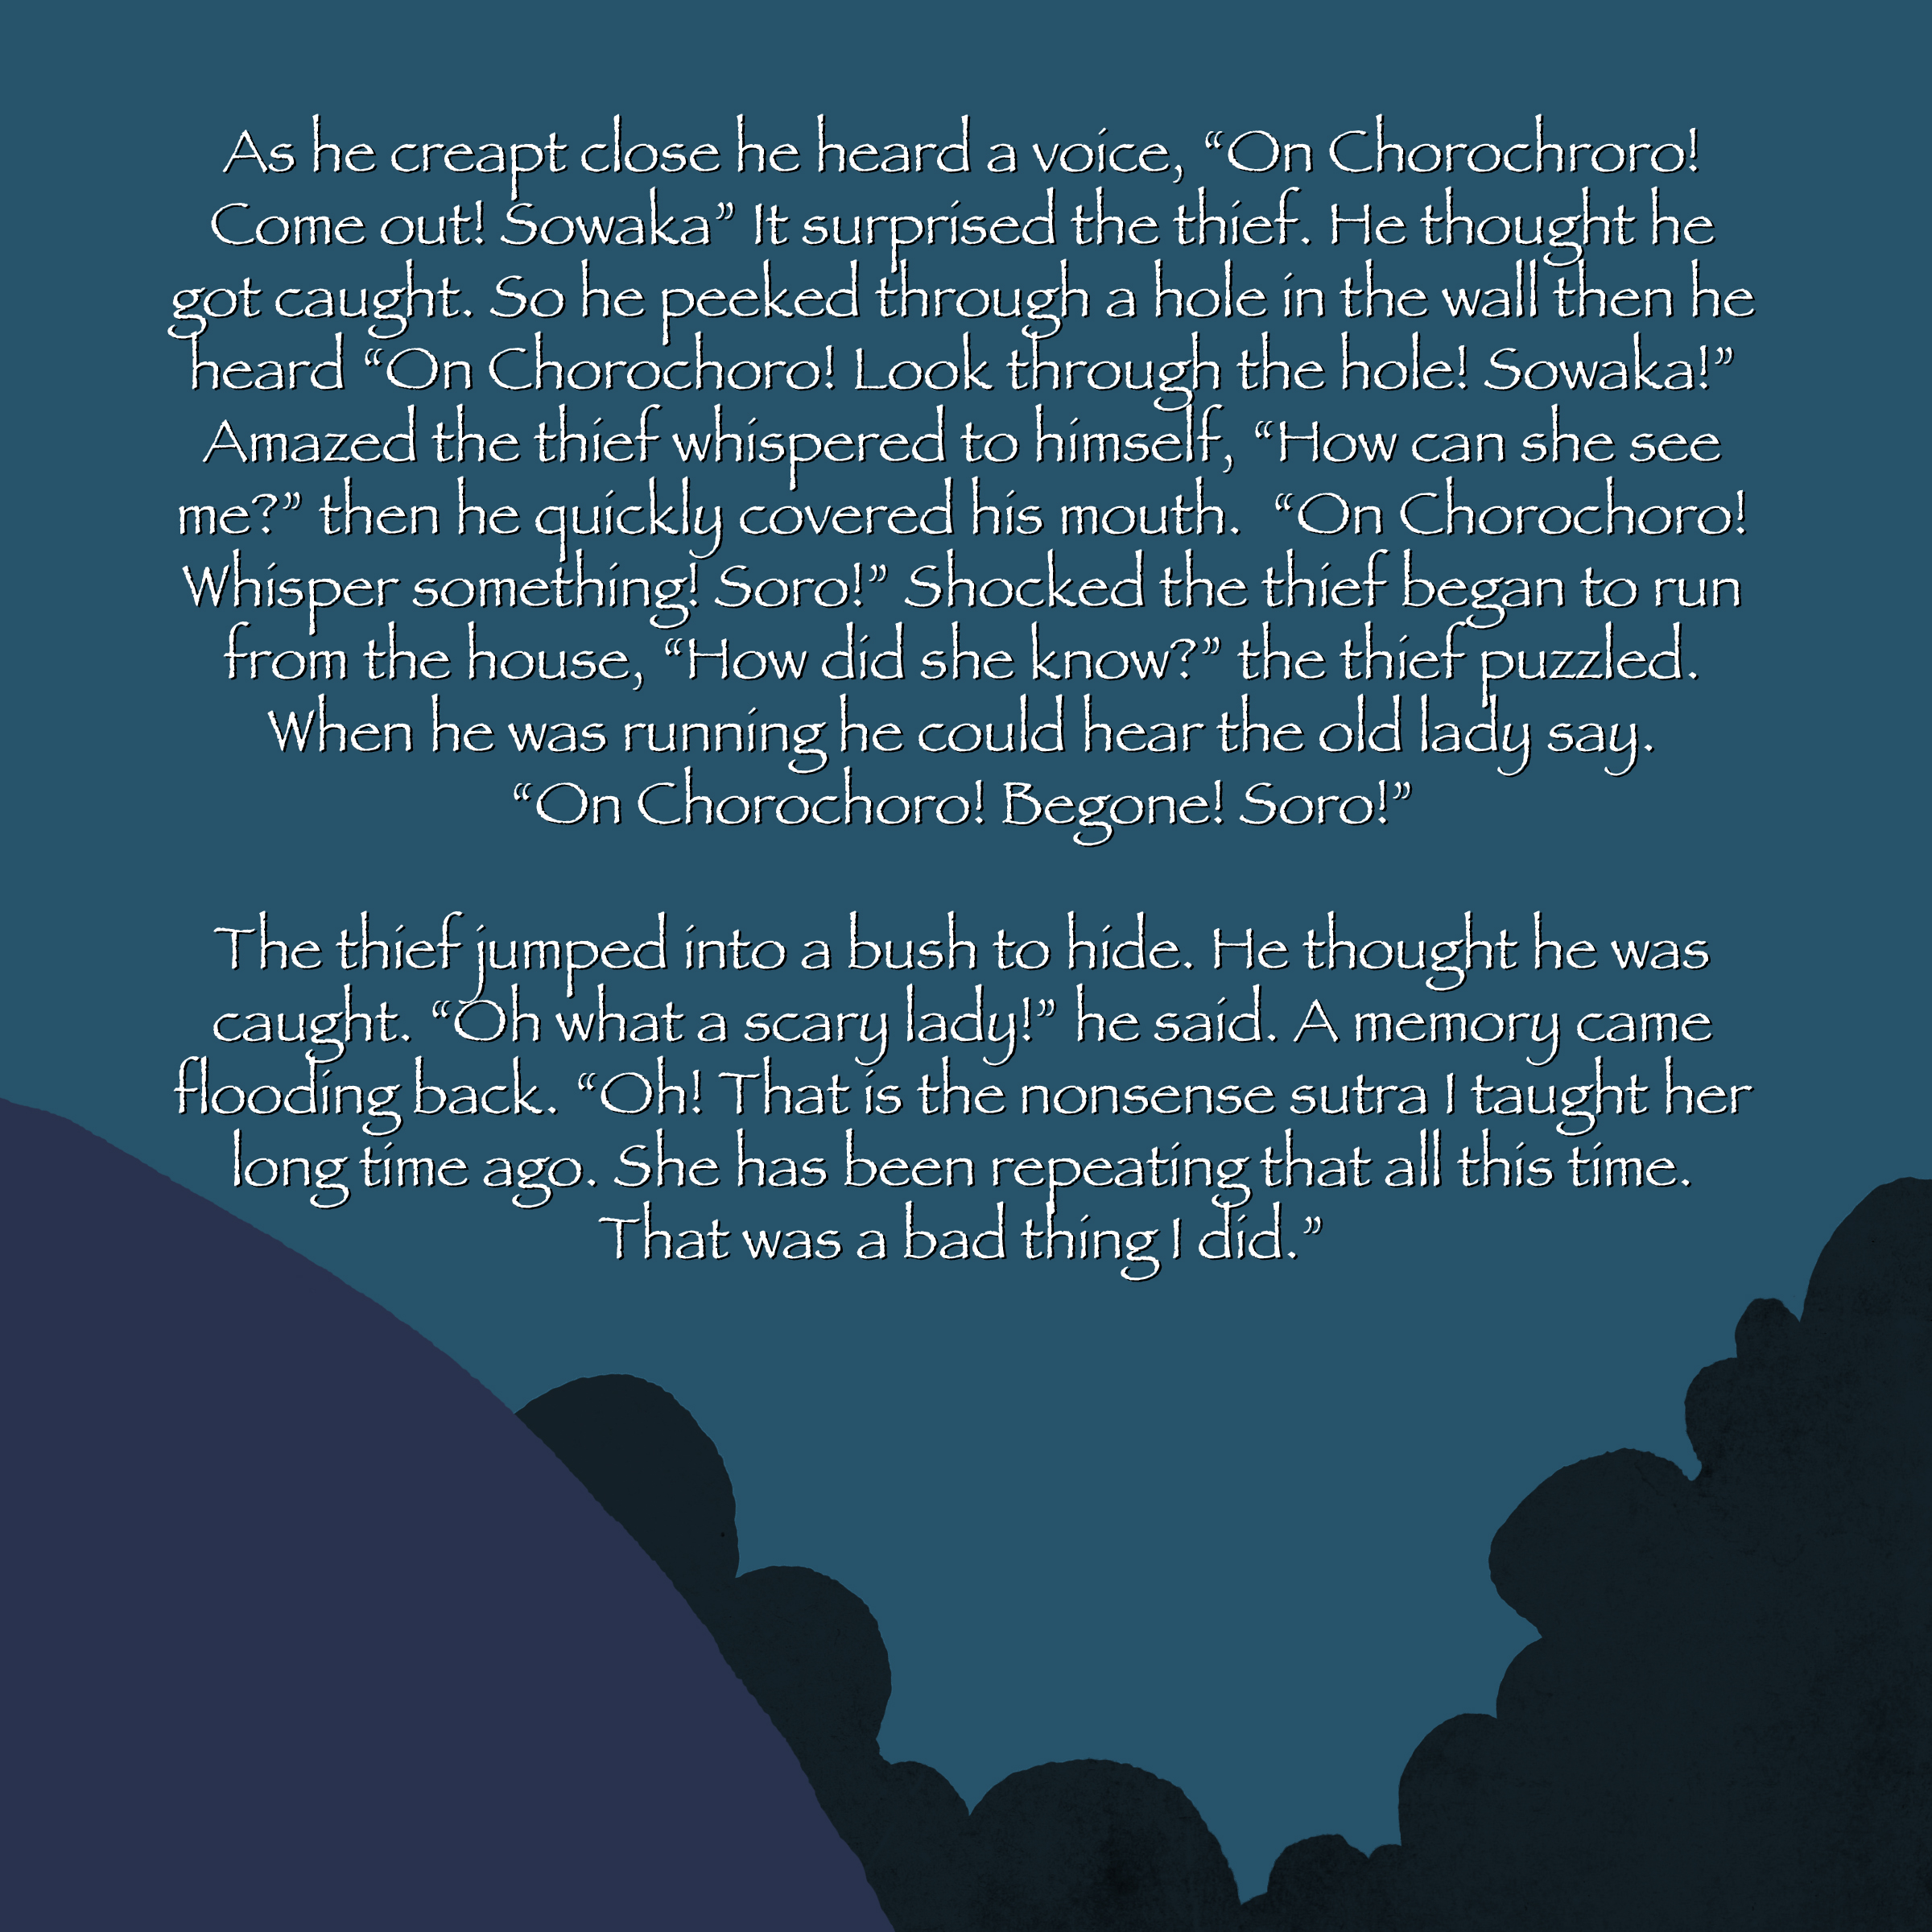 As he creapt close he heard a voice, “On Chorochroro!
Come out! Sowaka” It surprised the thief. He thought he
got caught. So he peeked through a hole in the wall then he
heard “On Chorochoro! Look through the hole! Sowaka!”
Amazed the thief whispered to himself, “How can she see
me?” then he quickly covered his mouth.  “On Chorochoro!
Whisper something! Soro!” Shocked the thief began to run
from the house, “How did she know?” the thief puzzled.
When he was running he could hear the old lady say.
“On Chorochoro! Begone! Soro!”
The thief jumped into a bush to hide. He thought he was
caught. “Oh what a scary lady!” he said. A memory came
flooding back. “Oh! That is the nonsense sutra I taught her
long time ago. She has been repeating that all this time.
That was a bad thing I did.”